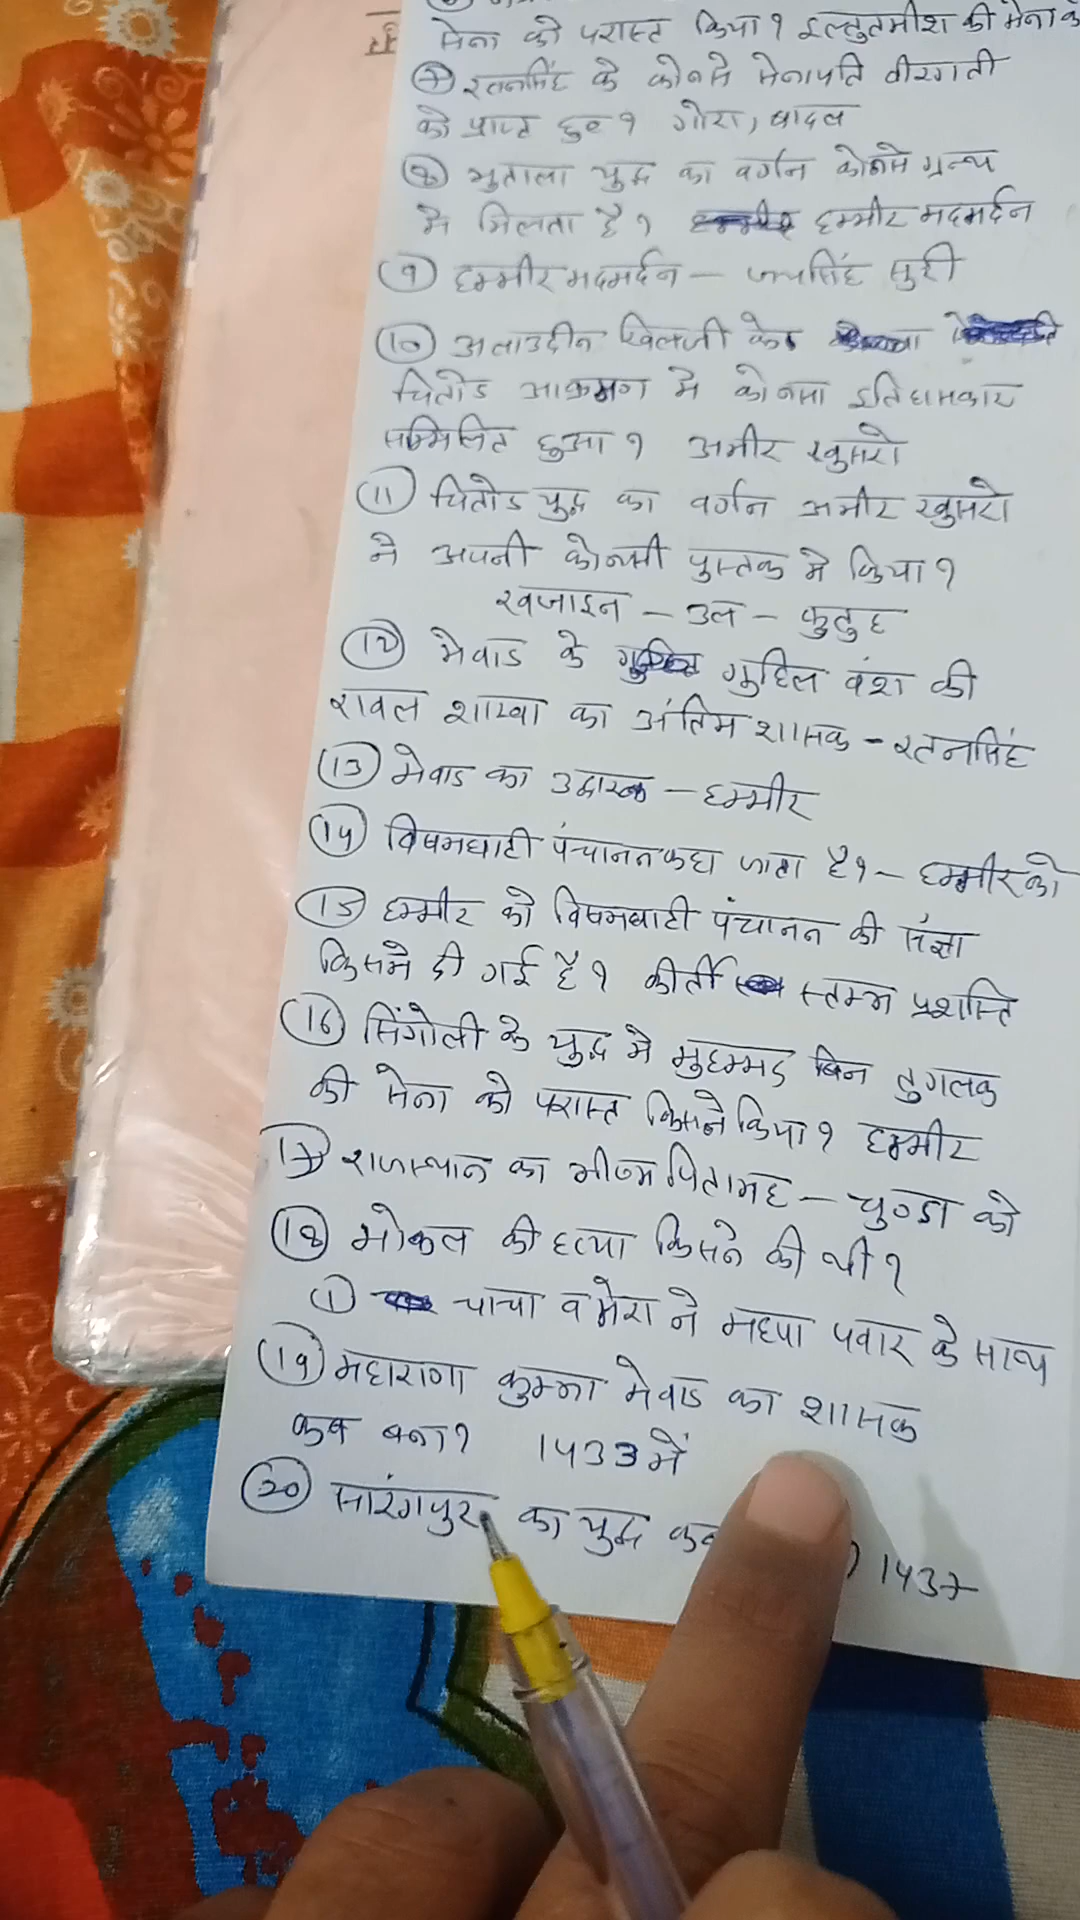 सेना को परास्त किया? इल्तुतमीश की सेना को
⑦ रतनसिंह के कोनसे सेनापति वीरगती
को प्राप्त हुए? गोरा, बादल
⑧ भुताला युद्ध का वर्णन कोनसे ग्रन्थ
मे मिलता है? हम्मीर मदमर्दन
⑨ हम्मीर मदमर्दन - जयसिंह सुरी
⑩ अलाउदीन खिलजी के
चितोड आक्रमण मे कोनसा इतिहासकार
सम्मिलित हुआ? अमीर खुसरो
⑪ चितोड युद्ध का वर्णन अमीर खुसरो
ने अपनी कोनसी पुस्तक मे किया?
खजाइन - उल - फुतुह
⑫ मेवाड के गुहिल वंश की
रावल शाखा का अंतिम शासक - रतनसिंह
⑬ मेवाड का उद्घारक - हम्मीर
⑭ विषमघाटी पंचानन कहा जाता है? - हम्मीर को
⑮ हम्मीर को विषमघाटी पंचानन की संज्ञा
किसमे दी गई है? कीर्ती स्तम्भ प्रशस्ति
⑯ सिंगोली के युद्ध मे मुहम्मद बिन तुगलक
की सेना को परास्त किसने किया? हम्मीर
17 राजस्थान का भीष्म पितामह - चुण्डा को
⑱ मोकल की हत्या किसने की थी?
① चाचा व मेरा ने महपा पवार के साथ
⑲ महाराणा कुम्भा मेवाड का शासक
कब बना? 1433 में
⑳ सारंगपुर का युद्ध 1437